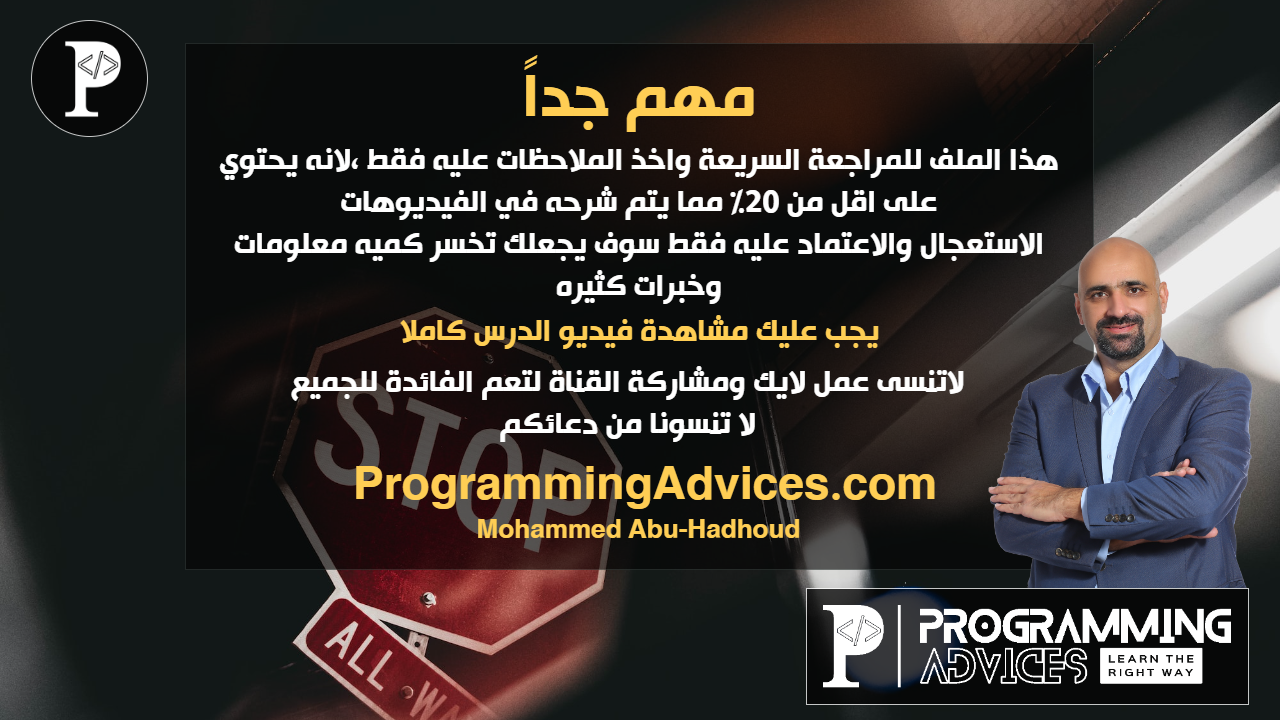 مهم جداً
هذا الملف للمراجعة السريعة واخذ الملاحظات عليه فقط ،لانه يحتوي
على اقل من 20٪ مما يتم شرحه في الفيديوهات
الاستعجال والاعتماد عليه فقط سوف يجعلك تخسر كميه معلومات
وخبرات كثيره
يجب عليك مشاهدة فيديو الدرس كاملا
لاتنسى عمل لايك ومشاركة القناة لتعم الفائدة للجميع
لا تنسونا من دعائكم
ProgrammingAdvices.com
Mohammed Abu-Hadhoud
STOP
ALL WA
P </>
P </>
PROGRAMMING
ADVICES
LEARN THE
RIGHT WAY